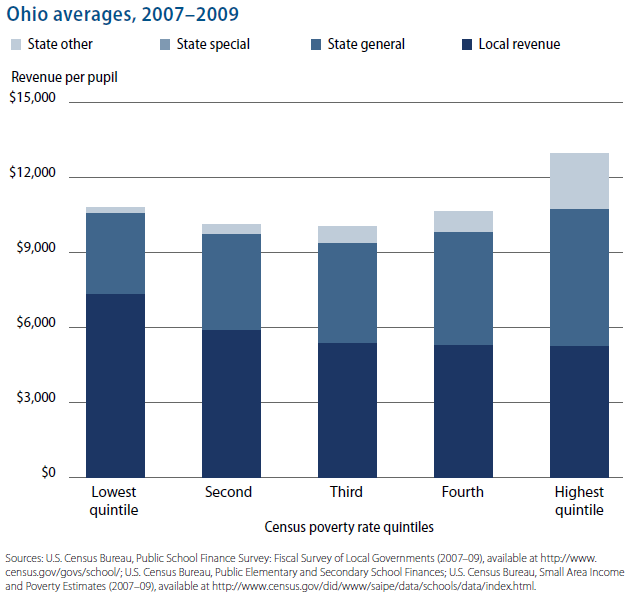 Ohio averages, 2007–2009
State other State special State general Local revenue
Revenue per pupil
$15,000
$12,000
$9,000
$6,000
$3,000
$0
Lowest quintile Second Third Fourth Highest quintile
Census poverty rate quintiles
Sources: U.S. Census Bureau, Public School Finance Survey: Fiscal Survey of Local Governments (2007–09), available at http://www.
census.gov/govs/school/; U.S. Census Bureau, Public Elementary and Secondary School Finances; U.S. Census Bureau, Small Area Income
and Poverty Estimates (2007–09), available at http://www.census.gov/did/www/saipe/data/schools/data/index.html.